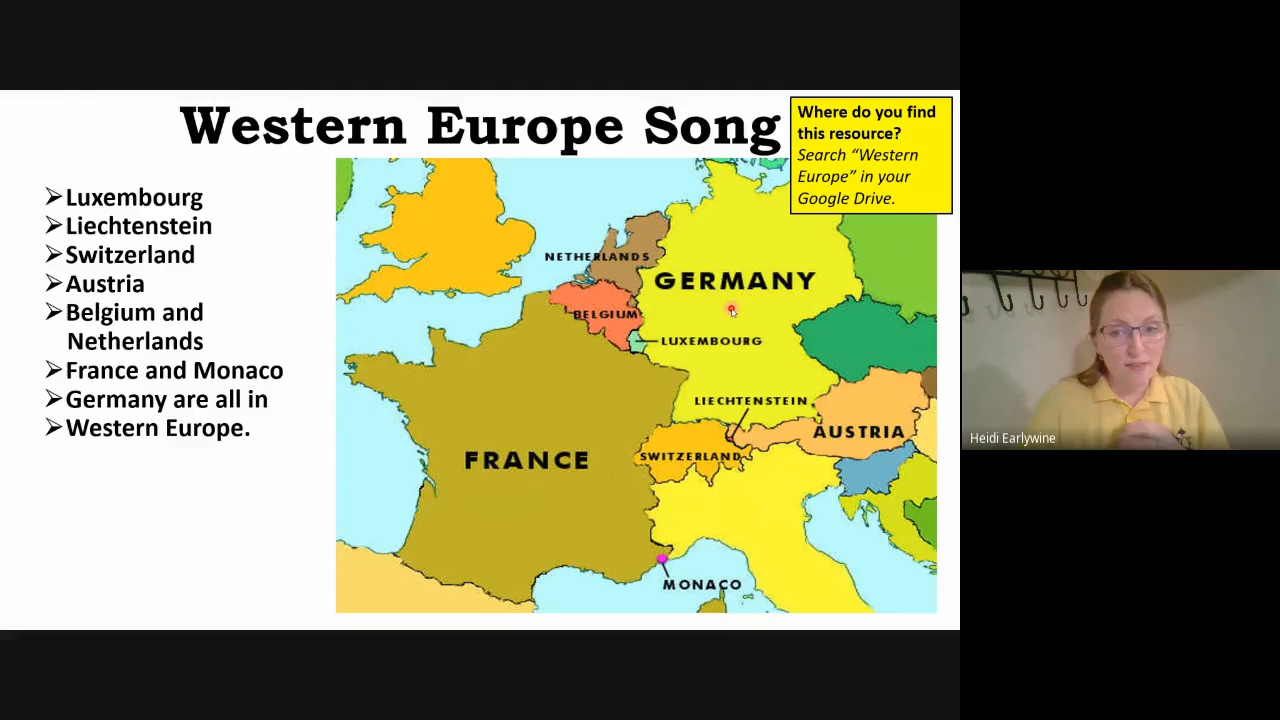 Western Europe Song
Where do you find
this resource?
Search “Western
Europe” in your
Google Drive.
➢Luxembourg
➢Liechtenstein
➢Switzerland
➢Austria
➢Belgium and
Netherlands
➢France and Monaco
➢Germany are all in
➢Western Europe.
NETHERLANDS
GERMANY
BELGIUM
LUXEMBOURG
LIECHTENSTEIN
AUSTRIA
SWITZERLAND
FRANCE
MONACO
Heidi Earlywine